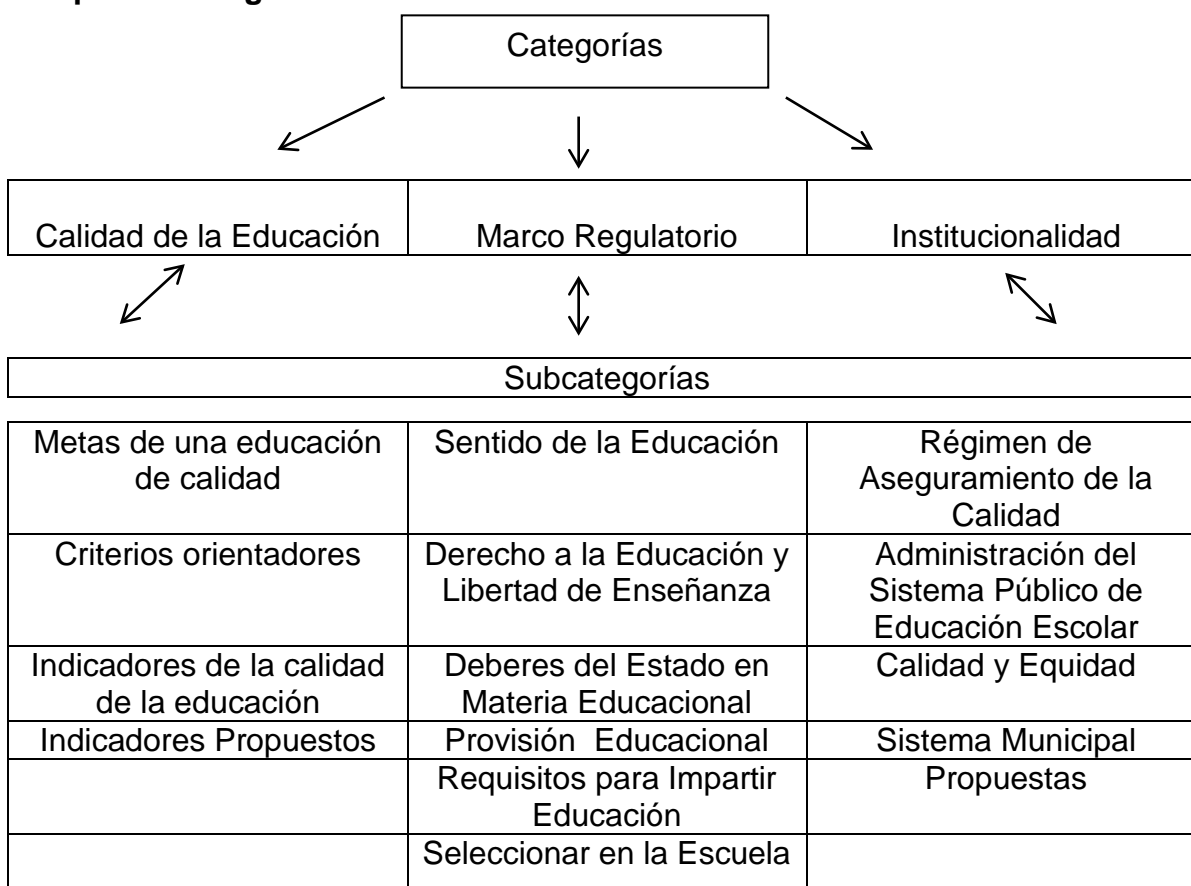 Categorías
Calidad de la Educación
Marco Regulatorio
Institucionalidad
Subcategorías
Metas de una educación
de calidad
Sentido de la Educación
Régimen de
Aseguramiento de la
Calidad
Criterios orientadores
Derecho a la Educación y
Libertad de Enseñanza
Administración del
Sistema Público de
Educación Escolar
Indicadores de la calidad
de la educación
Deberes del Estado en
Materia Educacional
Calidad y Equidad
Indicadores Propuestos
Provisión Educacional
Sistema Municipal
Requisitos para Impartir
Educación
Propuestas
Seleccionar en la Escuela